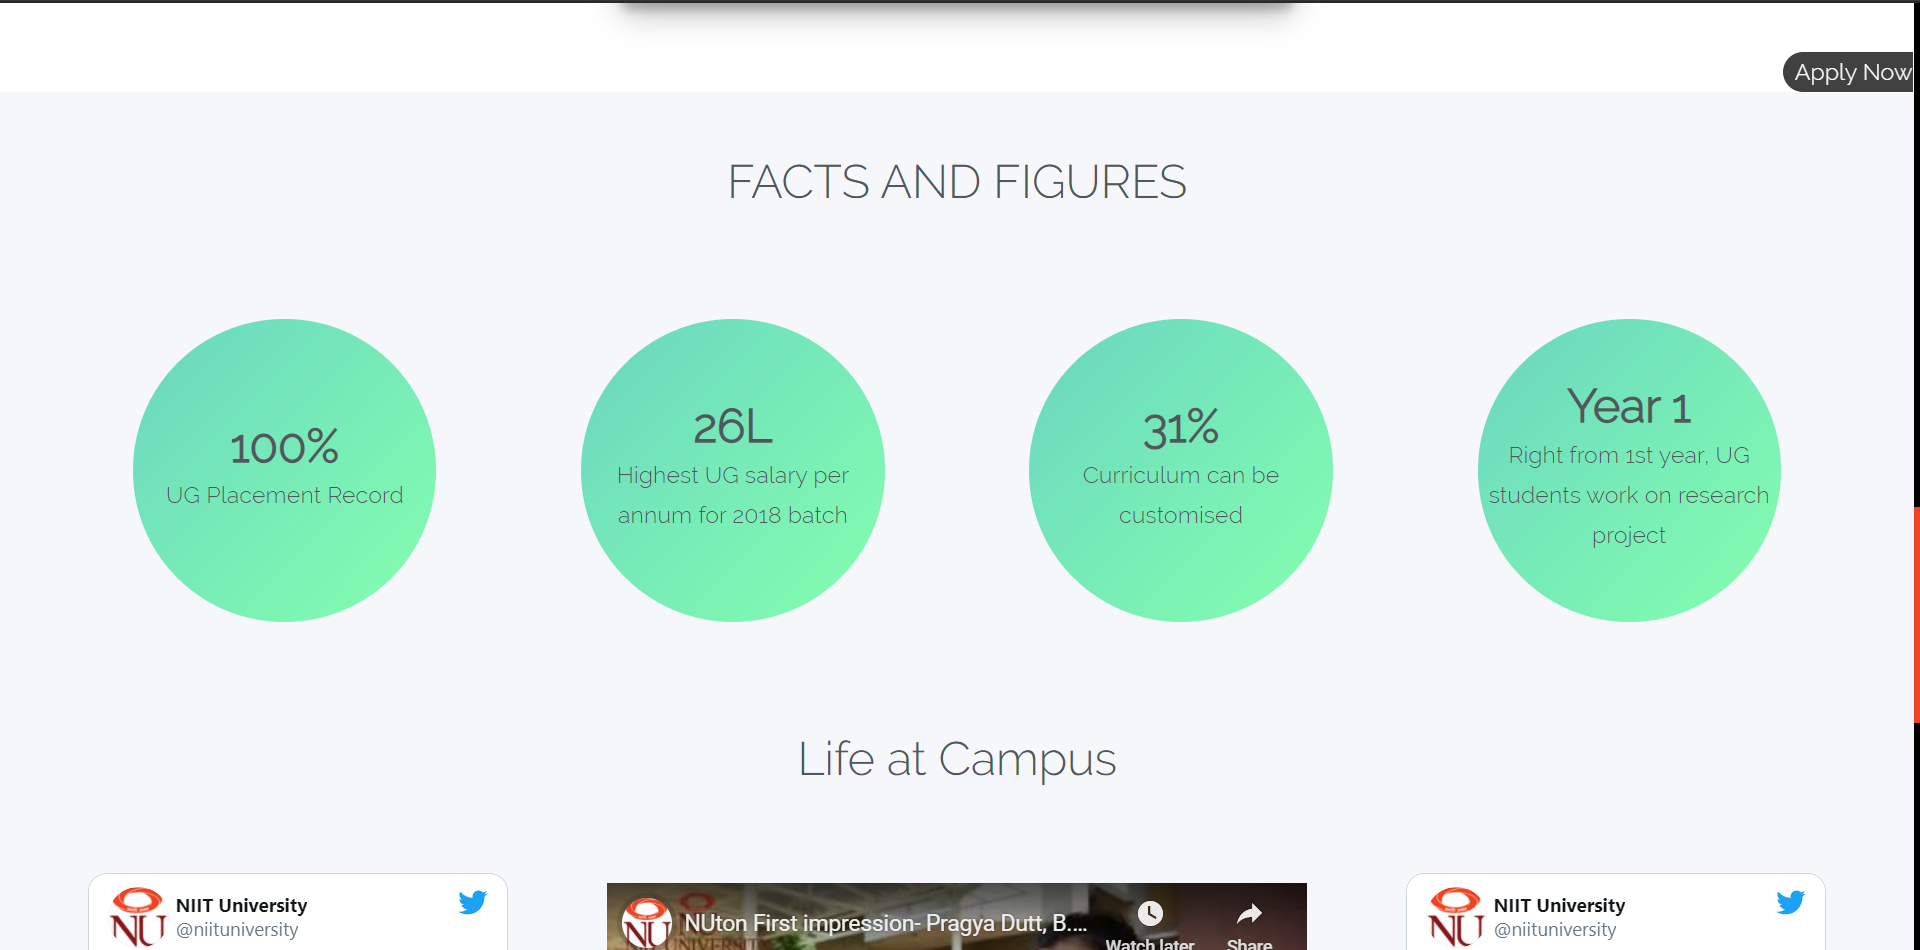 Apply Now
FACTS AND FIGURES
100%
UG Placement Record
26L
Highest UG salary per
annum for 2018 batch
31%
Curriculum can be
customised
Year 1
Right from 1st year, UG
students work on research
project
Life at Campus
NU
NIIT University
@niituniversity
NU
NUton First impression- Pragya Dutt, B....
Watch later
Share
NU
NIIT University
@niituniversity